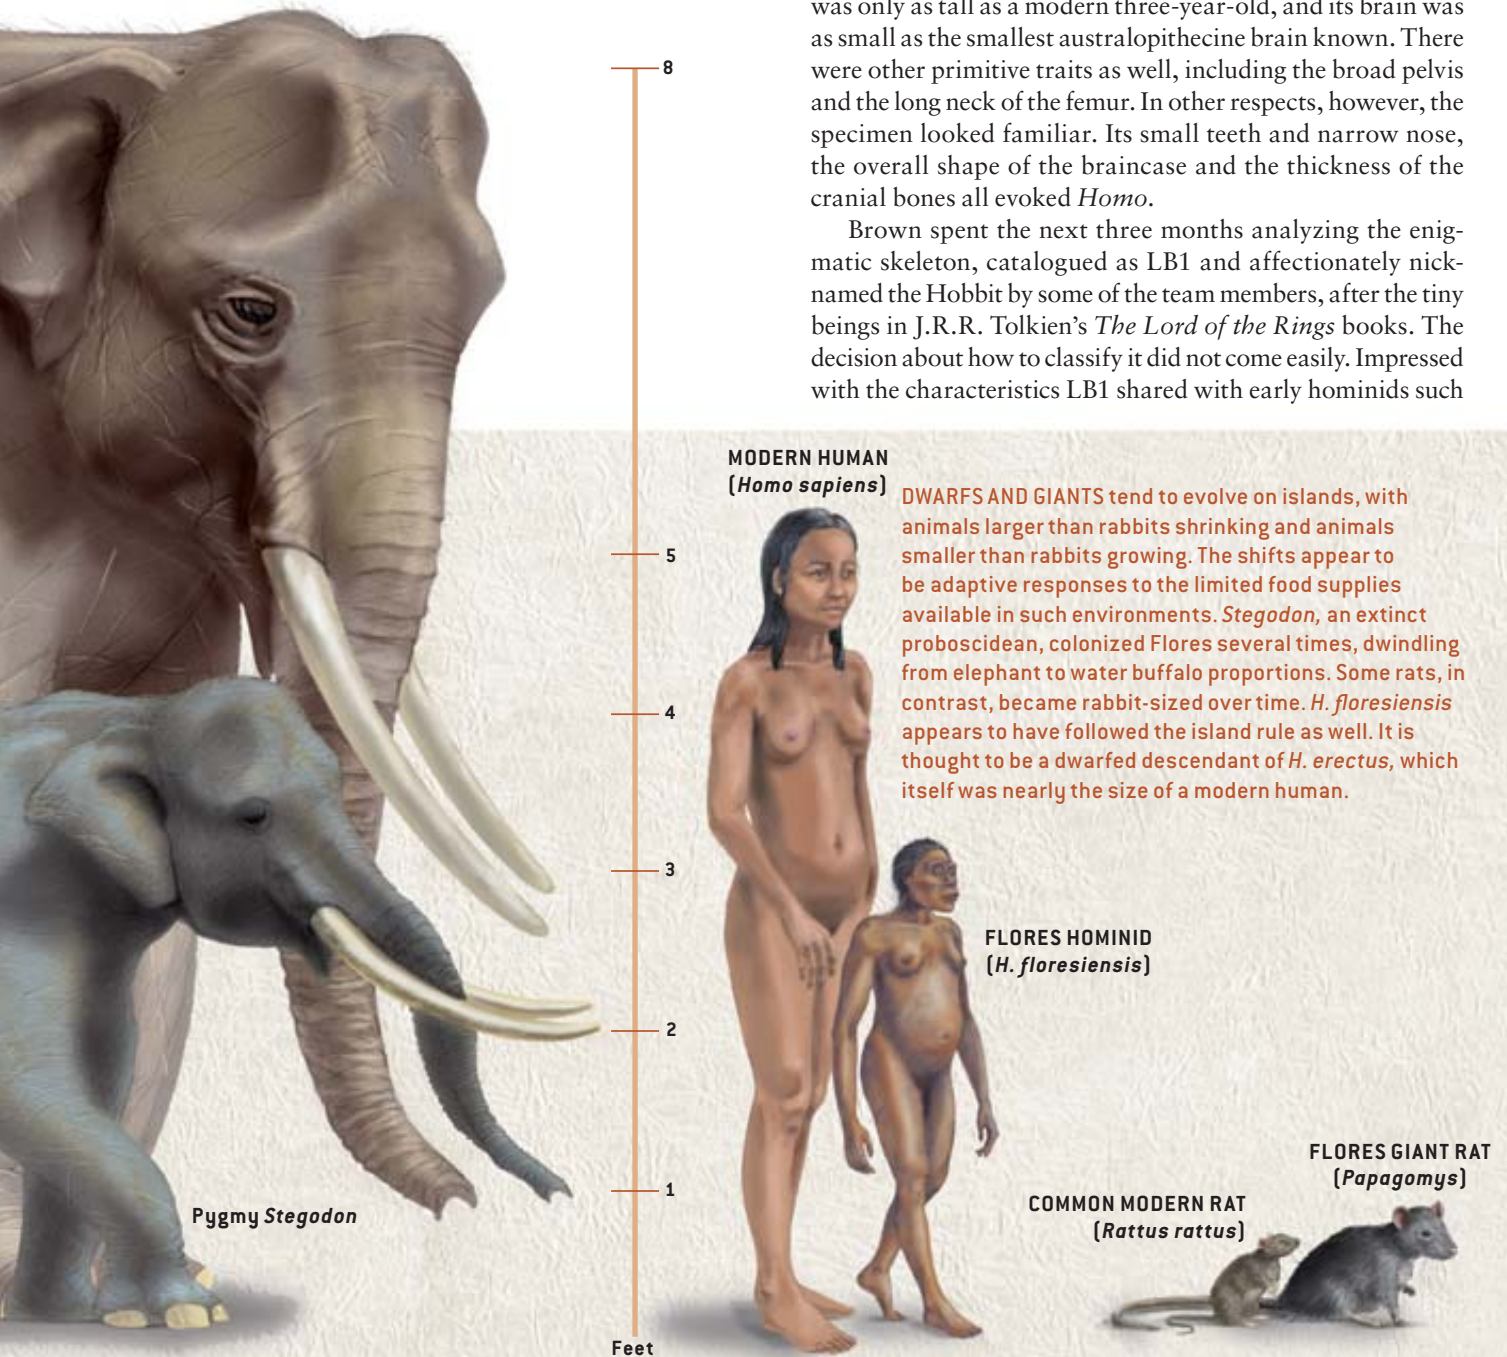 was only as tall as a modern three-year-old, and its brain was
as small as the smallest australopithecine brain known. There
were other primitive traits as well, including the broad pelvis
and the long neck of the femur. In other respects, however, the
specimen looked familiar. Its small teeth and narrow nose,
the overall shape of the braincase and the thickness of the
cranial bones all evoked Homo.
Brown spent the next three months analyzing the enig-
matic skeleton, catalogued as LB1 and affectionately nick-
named the Hobbit by some of the team members, after the tiny
beings in J.R.R. Tolkien’s The Lord of the Rings books. The
decision about how to classify it did not come easily. Impressed
with the characteristics LB1 shared with early hominids such
8
5
4
3
2
1
Feet
Pygmy Stegodon
MODERN HUMAN
(Homo sapiens)
DWARFS AND GIANTS tend to evolve on islands, with
animals larger than rabbits shrinking and animals
smaller than rabbits growing. The shifts appear to
be adaptive responses to the limited food supplies
available in such environments. Stegodon, an extinct
proboscidean, colonized Flores several times, dwindling
from elephant to water buffalo proportions. Some rats, in
contrast, became rabbit-sized over time. H. floresiensis
appears to have followed the island rule as well. It is
thought to be a dwarfed descendant of H. erectus, which
itself was nearly the size of a modern human.
FLORES HOMINID
(H. floresiensis)
COMMON MODERN RAT
(Rattus rattus)
FLORES GIANT RAT
(Papagomys)